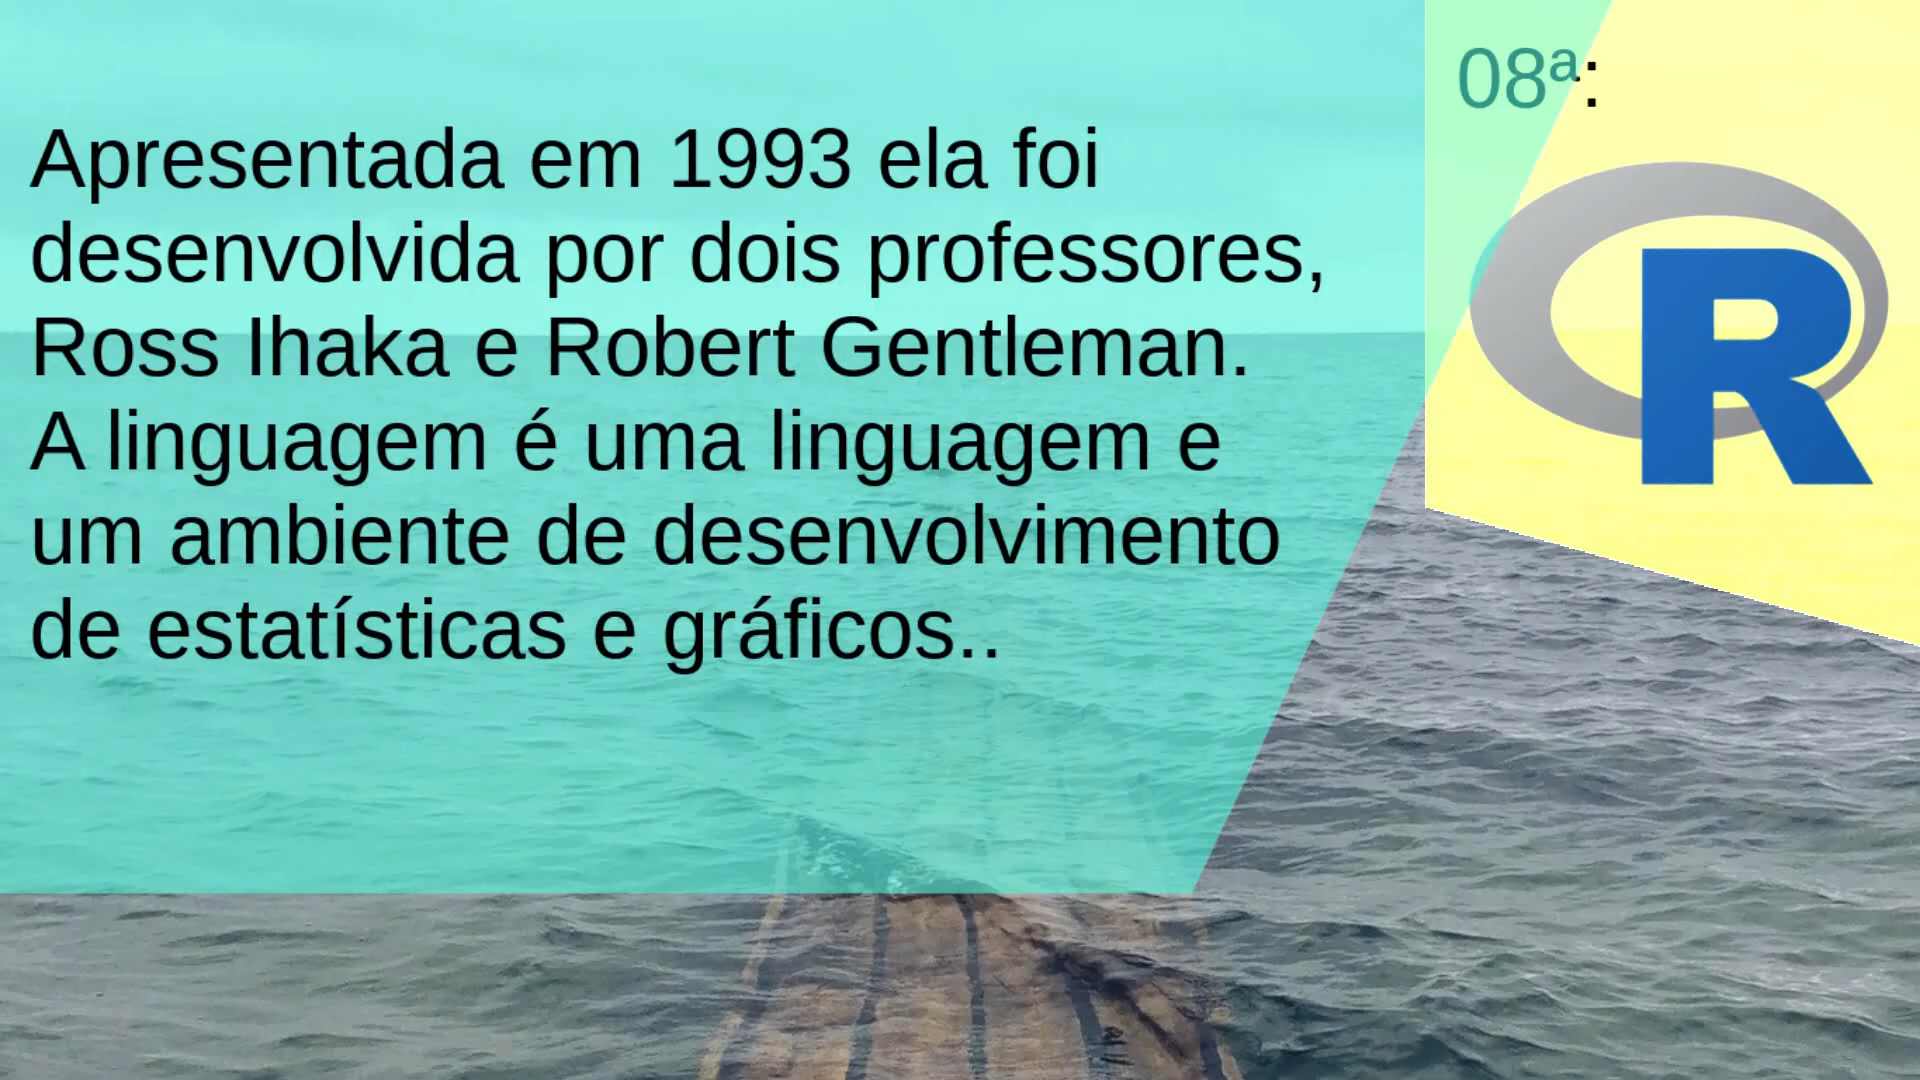 08ª:
Apresentada em 1993 ela foi
desenvolvida por dois professores,
Ross Ihaka e Robert Gentleman.
A linguagem é uma linguagem e
um ambiente de desenvolvimento
de estatísticas e gráficos..
R